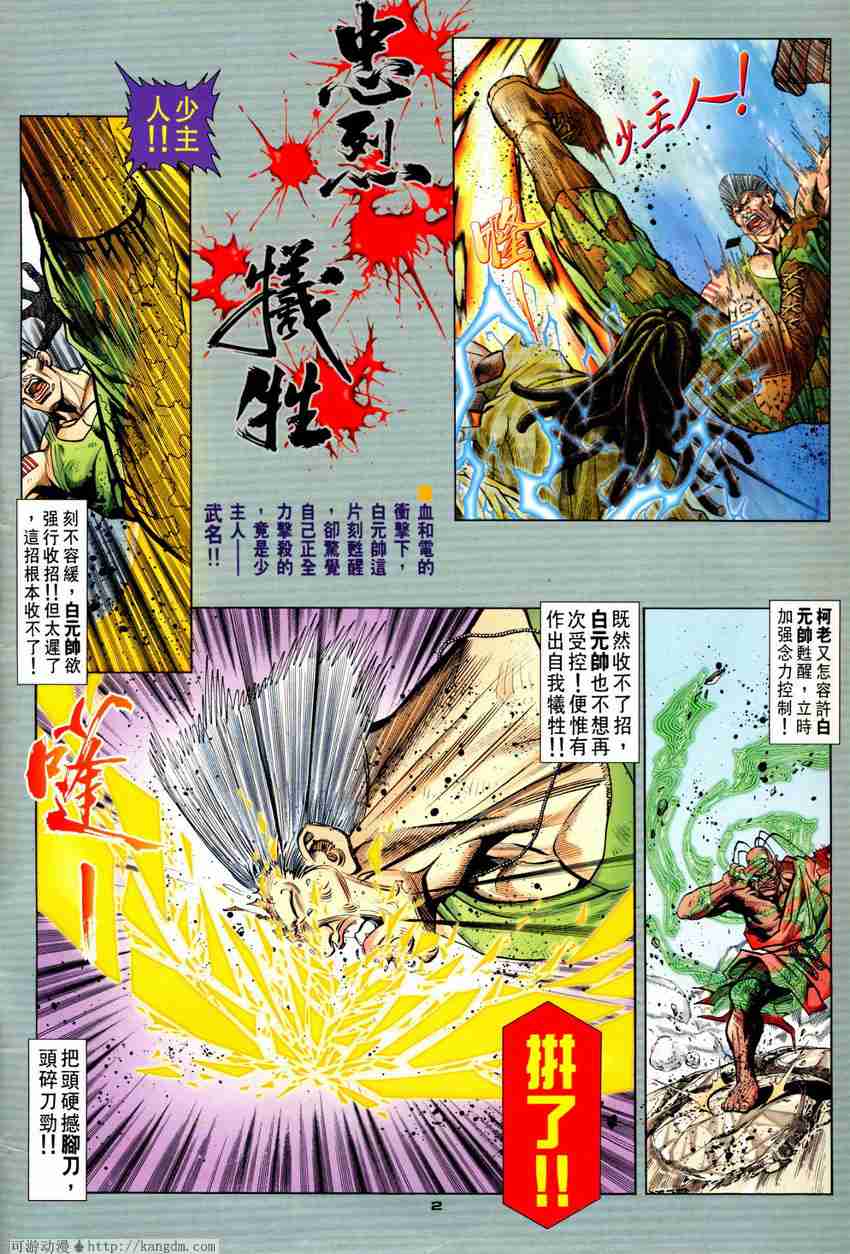 忠烈
犧牲
少主人！
隆
血和電的
衝擊下，
白元帥這
片刻甦醒
，卻驚覺
自己正全
力擊殺的
主人——
竟是少
武名!!
少主
人!!
刻不容緩，白元帥欲
强行收招!!但太遲了
，這招根本收不了！
柯老又怎容許白
元帥甦醒，立時
加强念力控制！
既然收不了招，
白元帥也不想再
次受控！便惟有
作出自我犧牲!!
拚了!!
把頭硬撼腳刀，
頭碎刀勁!!
2
可游动漫♠http://kangdm.com